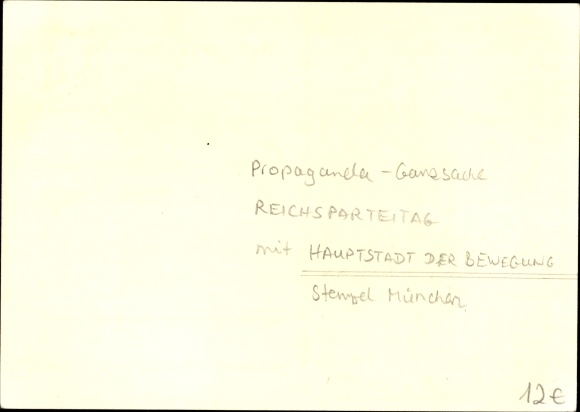 Propaganda - Ganzsache
REICHSPARTEITAG
mit HAUPTSTADT DER BEWEGUNG
Stempel München
12€